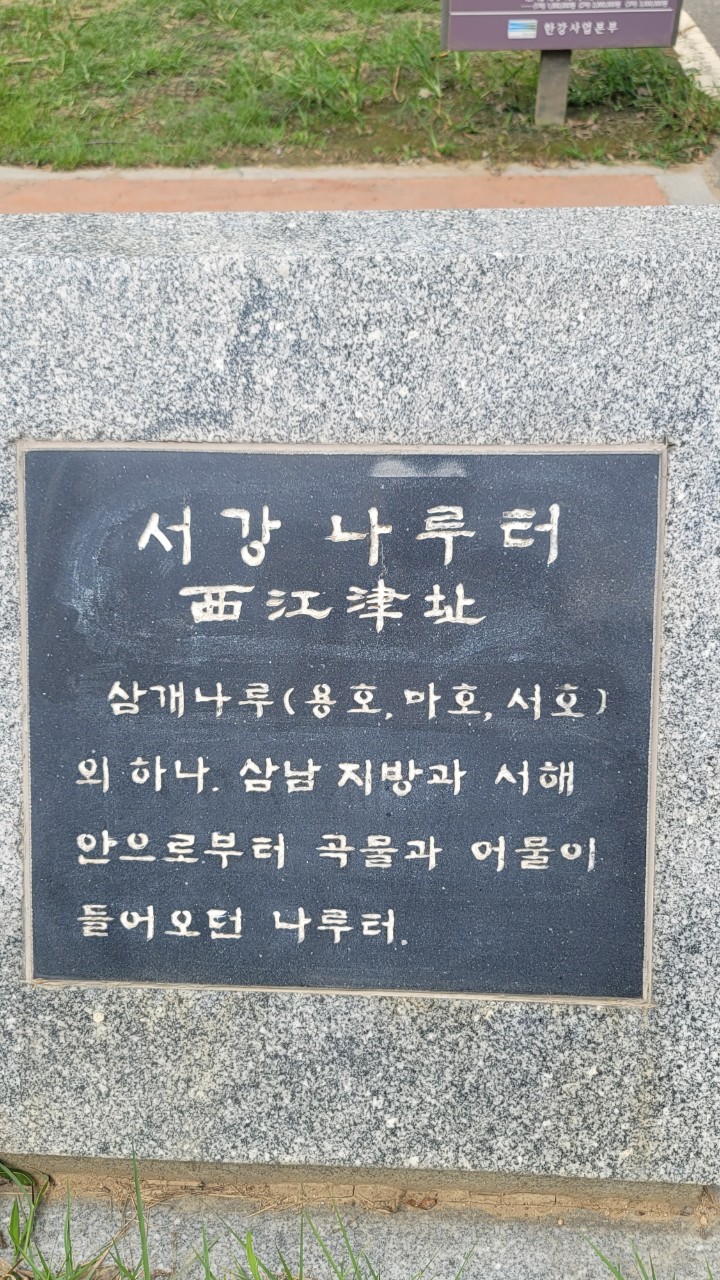 한강사업본부
서강 나루터
西江津址
삼개나루(용호, 마호, 서호)
의 하나. 삼남 지방과 서해
안으로부터 곡물과 어물이
들어오던 나루터.